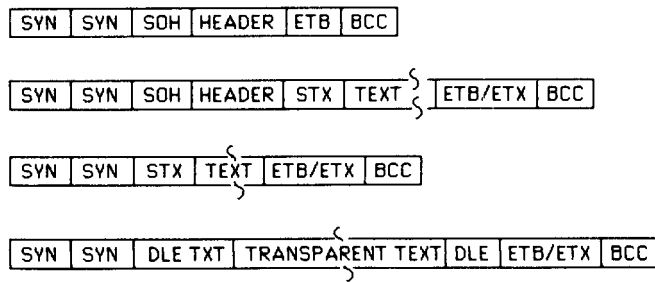 SYN SYN SOH HEADER ETB BCC
SYN SYN SOH HEADER STX TEXT ETB/ETX BCC
SYN SYN STX TEXT ETB/ETX BCC
SYN SYN DLE TXT TRANSPARENT TEXT DLE ETB/ETX BCC